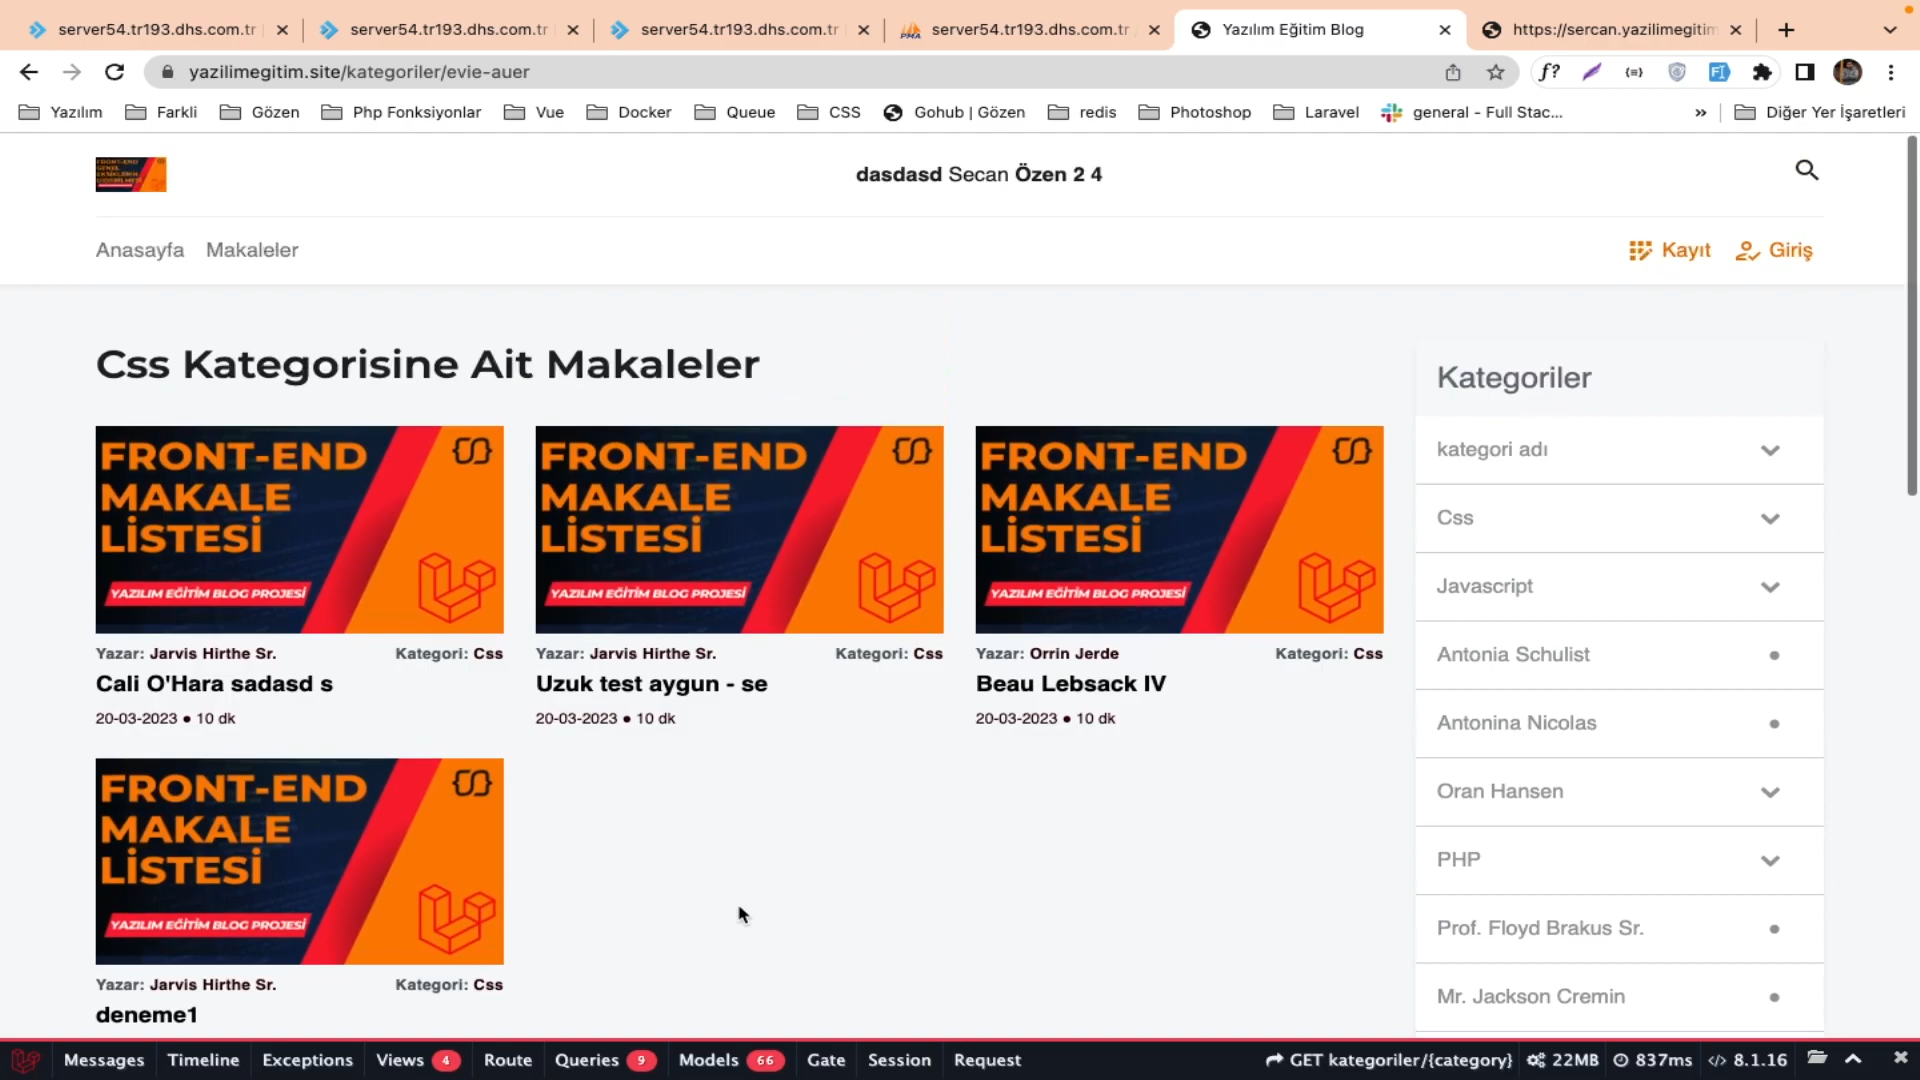 server54.tr193.dhs.com.tr
server54.tr193.dhs.com.tr
server54.tr193.dhs.com.tr
server54.tr193.dhs.com.tr
Yazılım Eğitim Blog
https://sercan.yazilimegitim
yazilimegitim.site/kategoriler/evie-auer
Yazılım
Farkli
Gözen
Php Fonksiyonlar
Vue
Docker
Queue
CSS
Gohub | Gözen
redis
Photoshop
Laravel
general - Full Stac...
»
Diğer Yer İşaretleri
dasdasd Secan Özen 2 4
Anasayfa
Makaleler
Kayıt
Giriş
Css Kategorisine Ait Makaleler
FRONT-END
MAKALE
LİSTESİ
YAZILIM EĞİTİM BLOG PROJESİ
Yazar: Jarvis Hirthe Sr.
Kategori: Css
Cali O'Hara sadasd s
20-03-2023 ● 10 dk
FRONT-END
MAKALE
LİSTESİ
YAZILIM EĞİTİM BLOG PROJESİ
Yazar: Jarvis Hirthe Sr.
Kategori: Css
Uzuk test aygun - se
20-03-2023 ● 10 dk
FRONT-END
MAKALE
LİSTESİ
YAZILIM EĞİTİM BLOG PROJESİ
Yazar: Orrin Jerde
Kategori: Css
Beau Lebsack IV
20-03-2023 ● 10 dk
FRONT-END
MAKALE
LİSTESİ
YAZILIM EĞİTİM BLOG PROJESİ
Yazar: Jarvis Hirthe Sr.
Kategori: Css
deneme1
Kategoriler
kategori adı
Css
Javascript
Antonia Schulist
Antonina Nicolas
Oran Hansen
PHP
Prof. Floyd Brakus Sr.
Mr. Jackson Cremin
Messages
Timeline
Exceptions
Views 4
Route
Queries 9
Models 66
Gate
Session
Request
GET kategoriler/{category}
22MB
837ms
8.1.16